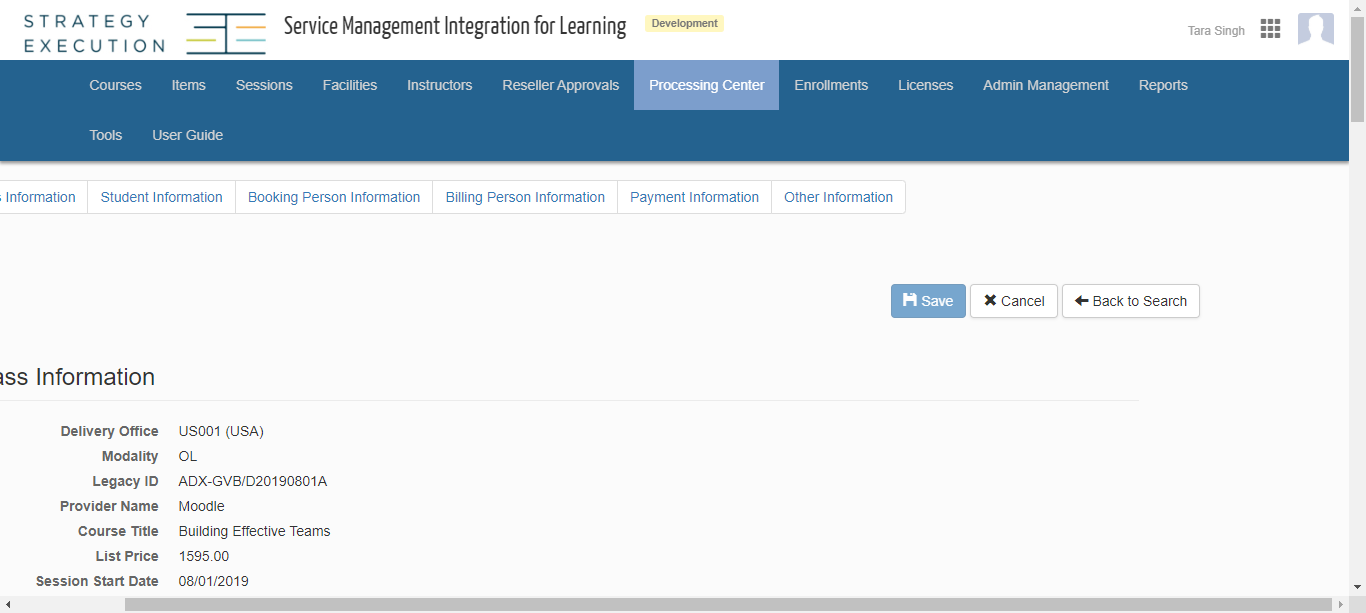 STRATEGY
EXECUTION
Service Management Integration for Learning
Development
Tara Singh
Courses Items Sessions Facilities Instructors Reseller Approvals Processing Center Enrollments Licenses Admin Management Reports
Tools User Guide
s Information Student Information Booking Person Information Billing Person Information Payment Information Other Information
Save Cancel Back to Search
ass Information
Delivery Office US001 (USA)
Modality OL
Legacy ID ADX-GVB/D20190801A
Provider Name Moodle
Course Title Building Effective Teams
List Price 1595.00
Session Start Date 08/01/2019